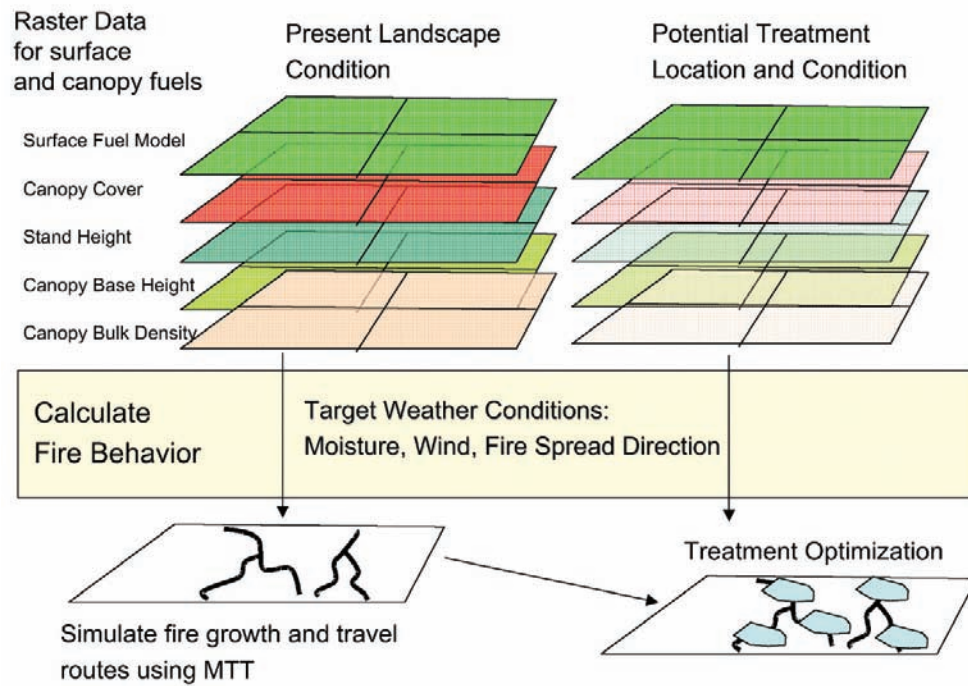 Raster Data
for surface
and canopy fuels
Present Landscape
Condition
Potential Treatment
Location and Condition
Surface Fuel Model
Canopy Cover
Stand Height
Canopy Base Height
Canopy Bulk Density
Calculate
Fire Behavior
Target Weather Conditions:
Moisture, Wind, Fire Spread Direction
Simulate fire growth and travel
routes using MTT
Treatment Optimization